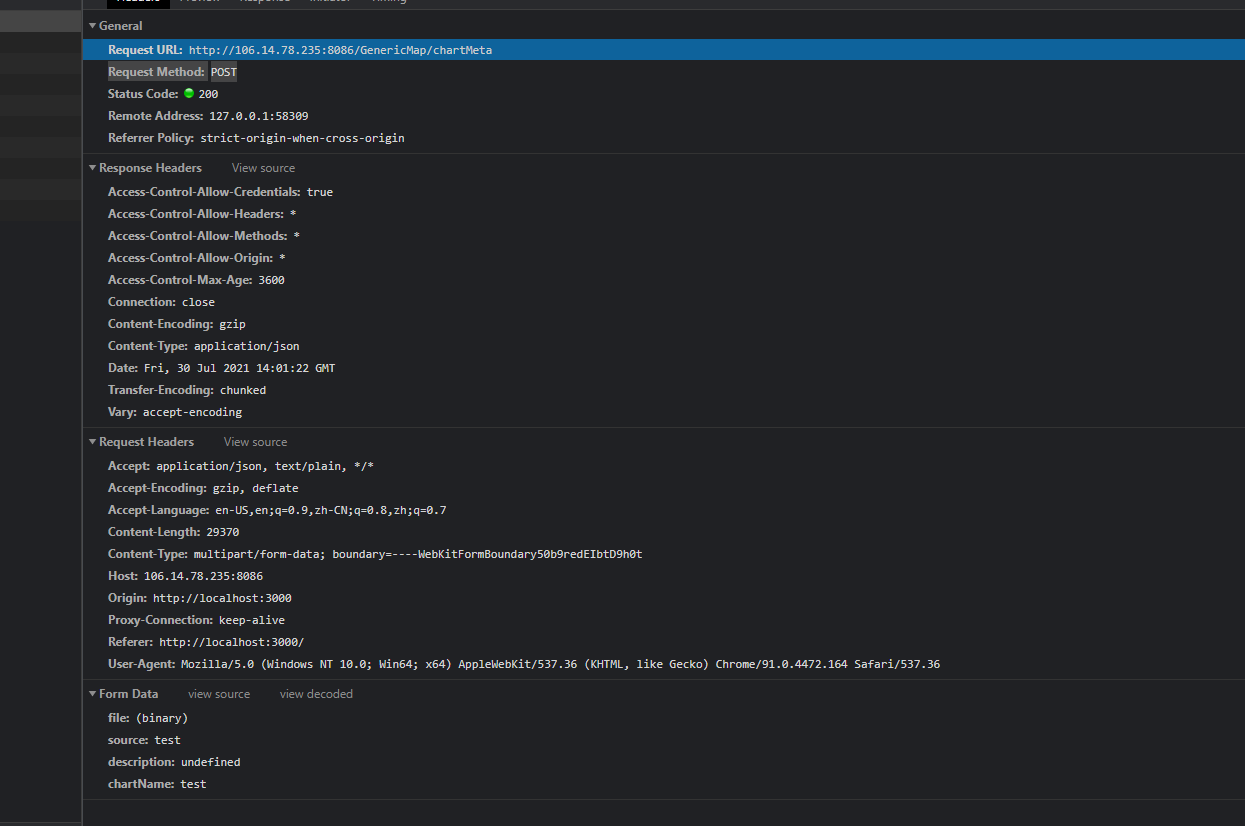 Headers Preview Response Initiator Timing
General
Request URL: http://106.14.78.235:8086/GenericMap/chartMeta
Request Method: POST
Status Code: 200
Remote Address: 127.0.0.1:58309
Referrer Policy: strict-origin-when-cross-origin
Response Headers View source
Access-Control-Allow-Credentials: true
Access-Control-Allow-Headers: *
Access-Control-Allow-Methods: *
Access-Control-Allow-Origin: *
Access-Control-Max-Age: 3600
Connection: close
Content-Encoding: gzip
Content-Type: application/json
Date: Fri, 30 Jul 2021 14:01:22 GMT
Transfer-Encoding: chunked
Vary: accept-encoding
Request Headers View source
Accept: application/json, text/plain, */*
Accept-Encoding: gzip, deflate
Accept-Language: en-US,en;q=0.9,zh-CN;q=0.8,zh;q=0.7
Content-Length: 29370
Content-Type: multipart/form-data; boundary=----WebKitFormBoundary50b9redEIbtD9h0t
Host: 106.14.78.235:8086
Origin: http://localhost:3000
Proxy-Connection: keep-alive
Referer: http://localhost:3000/
User-Agent: Mozilla/5.0 (Windows NT 10.0; Win64; x64) AppleWebKit/537.36 (KHTML, like Gecko) Chrome/91.0.4472.164 Safari/537.36
Form Data view source view decoded
file: (binary)
source: test
description: undefined
chartName: test